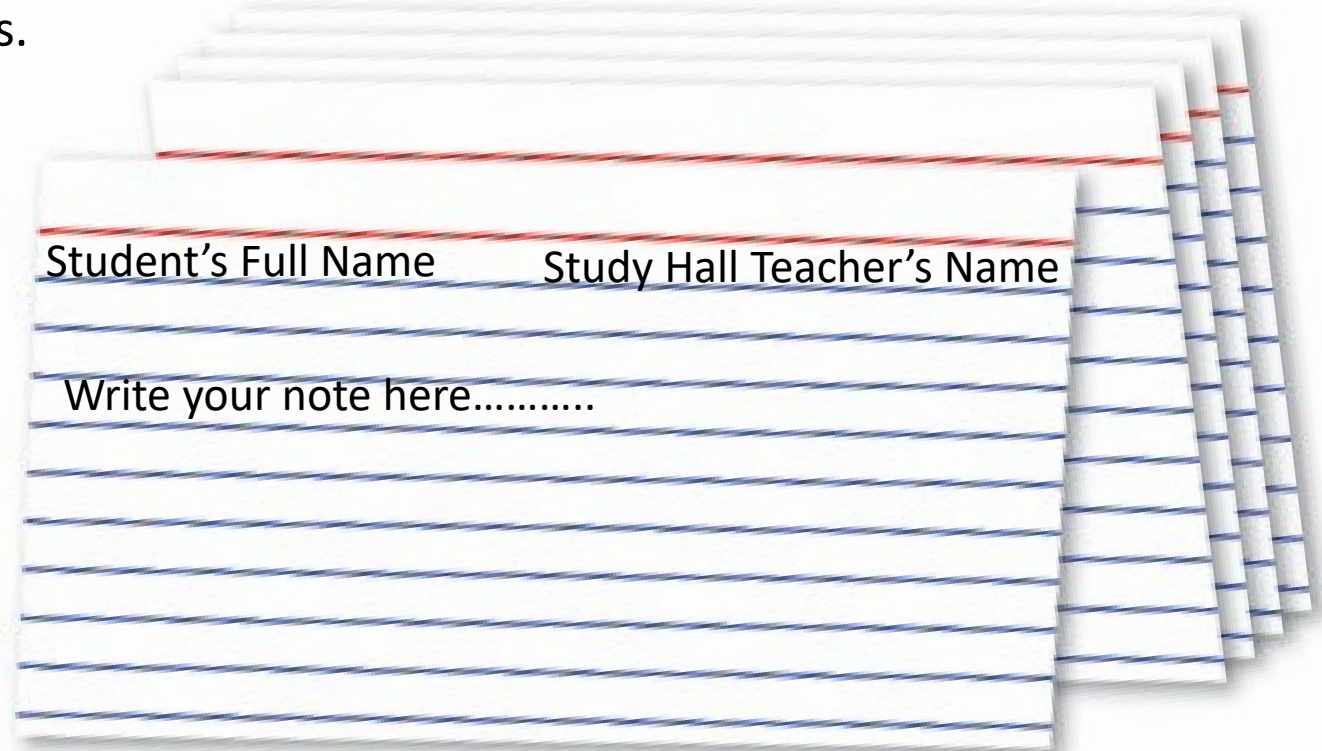 s.
Student’s Full Name Study Hall Teacher’s Name
Write your note here………..